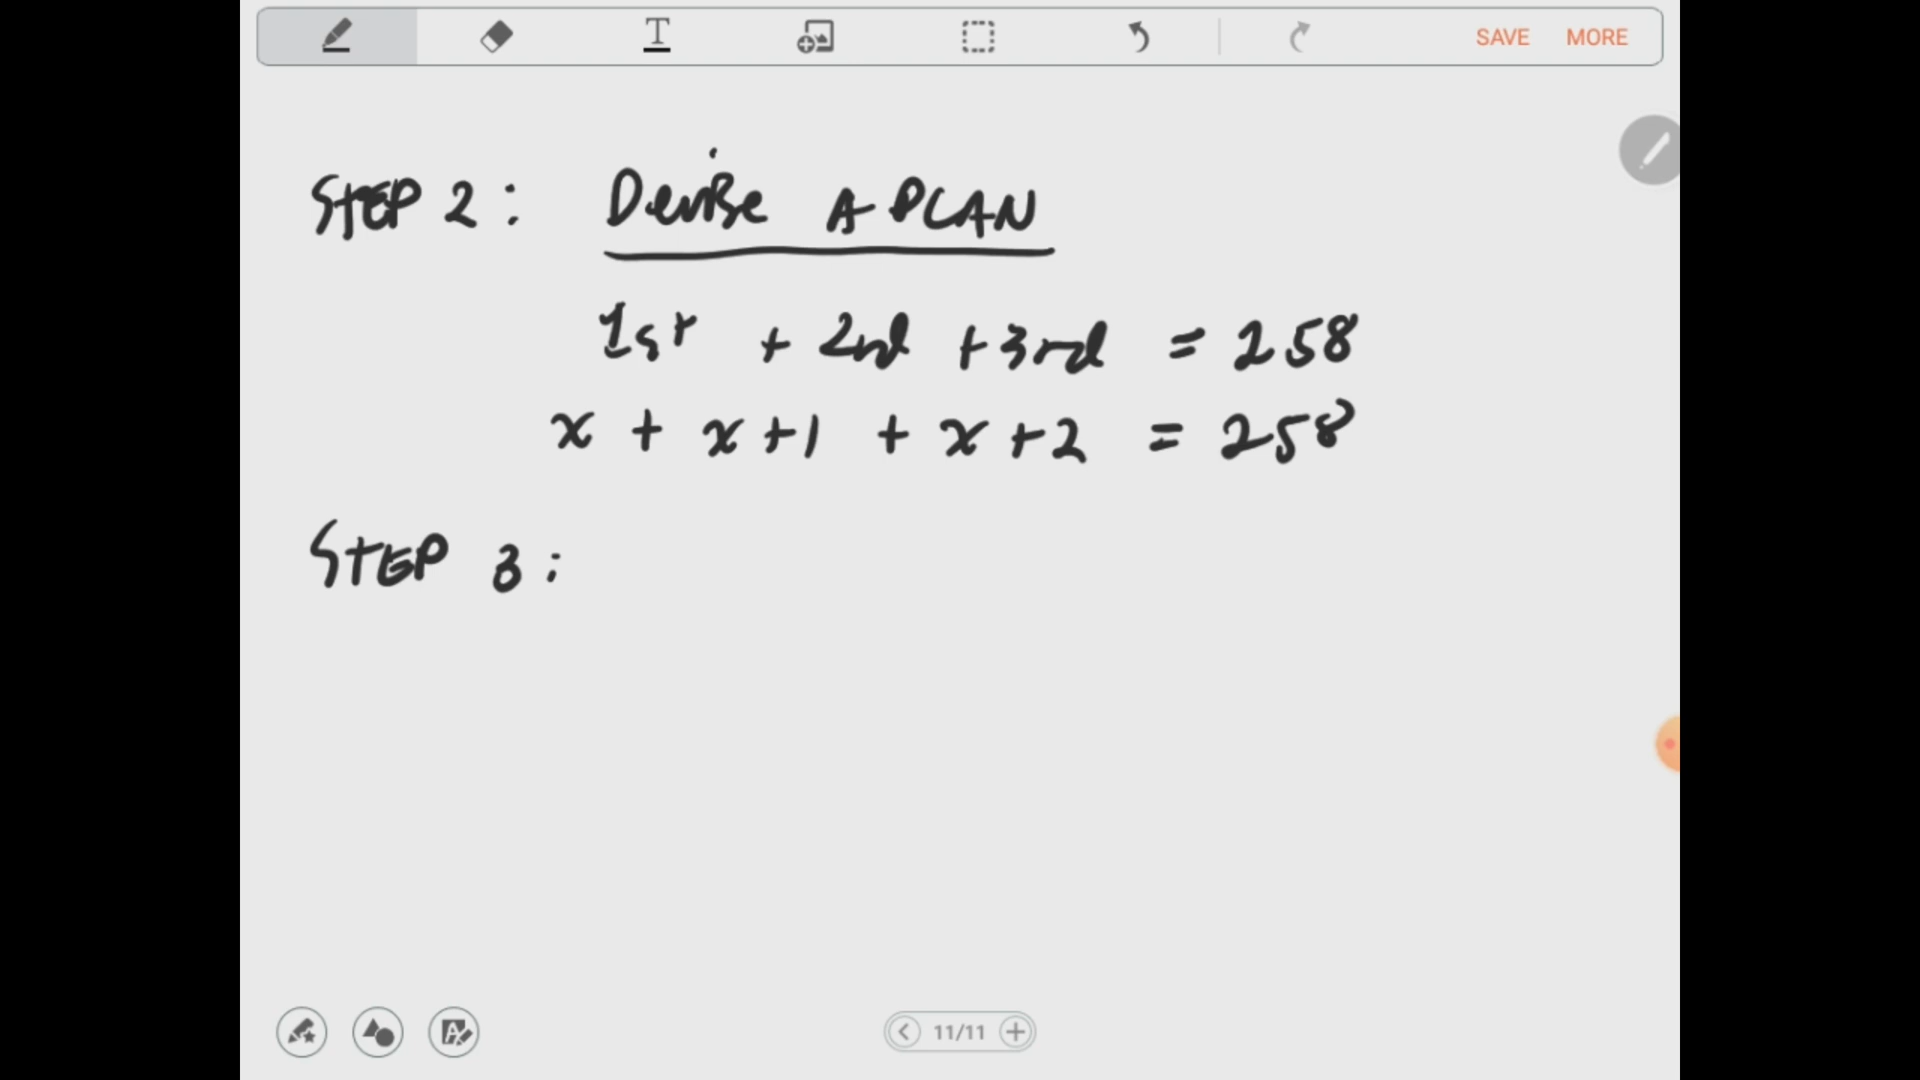 T SAVE MORE
STEP 2: Devise A PLAN
1st + 2nd + 3rd = 258
x + x+1 + x+2 = 258
STEP 3:
A 11/11